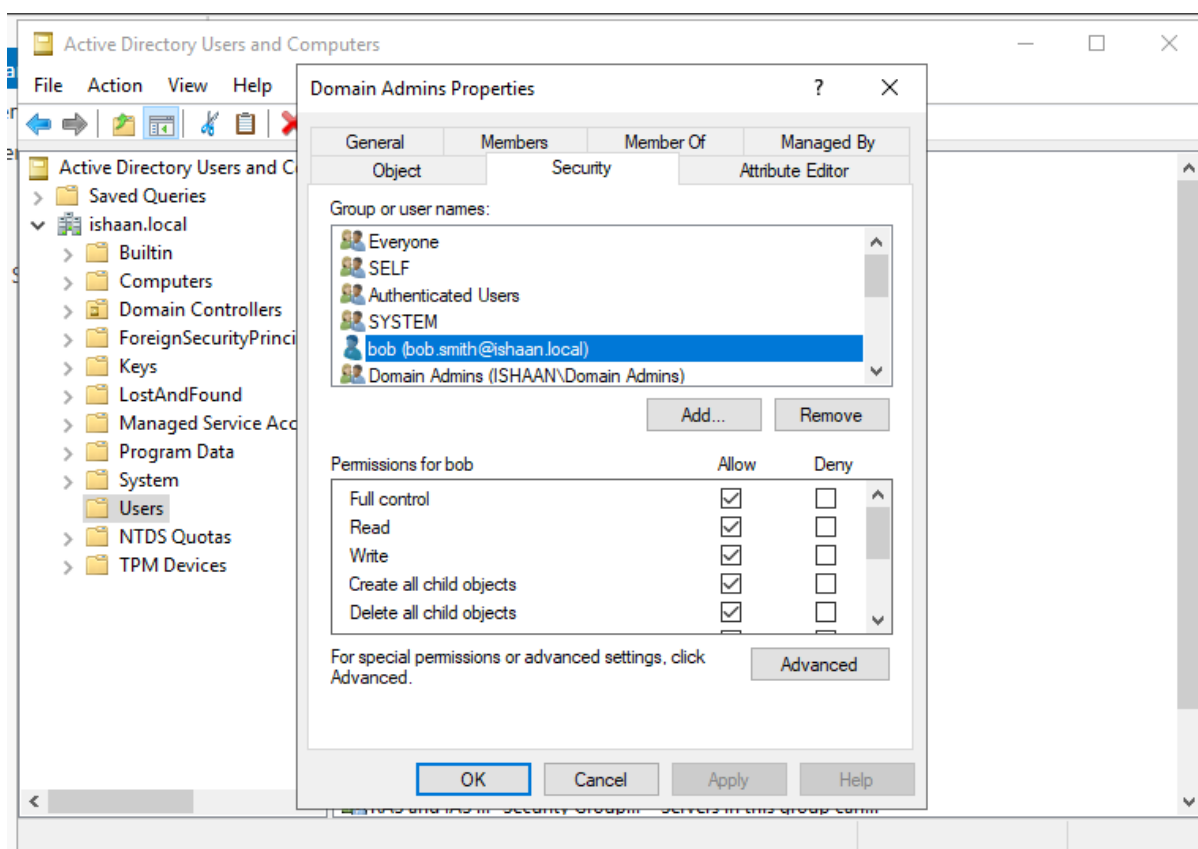 Active Directory Users and Computers
File Action View Help
Active Directory Users and C
Saved Queries
ishaan.local
Builtin
Computers
Domain Controllers
ForeignSecurityPrinci
Keys
LostAndFound
Managed Service Acc
Program Data
System
Users
NTDS Quotas
TPM Devices
Domain Admins Properties
General Members Member Of Managed By
Object Security Attribute Editor
Group or user names:
Everyone
SELF
Authenticated Users
SYSTEM
bob (bob.smith@ishaan.local)
Domain Admins (ISHAAN\Domain Admins)
Add... Remove
Permissions for bob Allow Deny
Full control
Read
Write
Create all child objects
Delete all child objects
For special permissions or advanced settings, click
Advanced.
Advanced
OK Cancel Apply Help